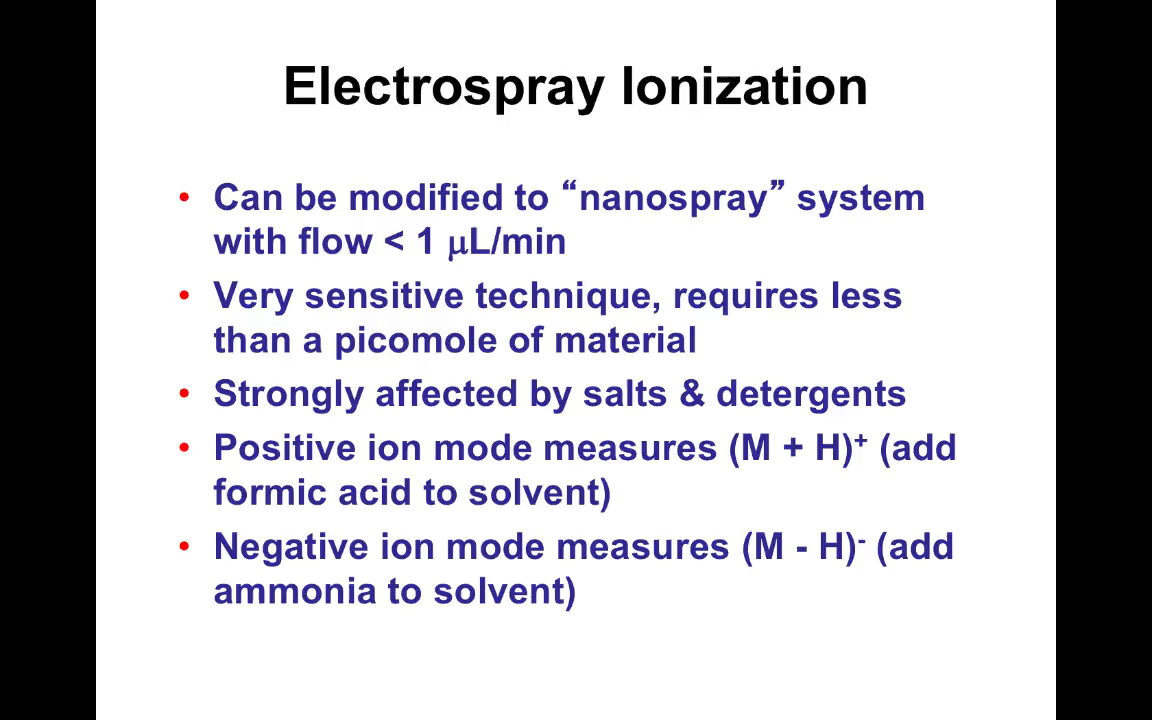 Electrospray Ionization
• Can be modified to “nanospray” system
with flow < 1 μL/min
• Very sensitive technique, requires less
than a picomole of material
• Strongly affected by salts & detergents
• Positive ion mode measures (M + H)⁺ (add
formic acid to solvent)
• Negative ion mode measures (M - H)⁻ (add
ammonia to solvent)